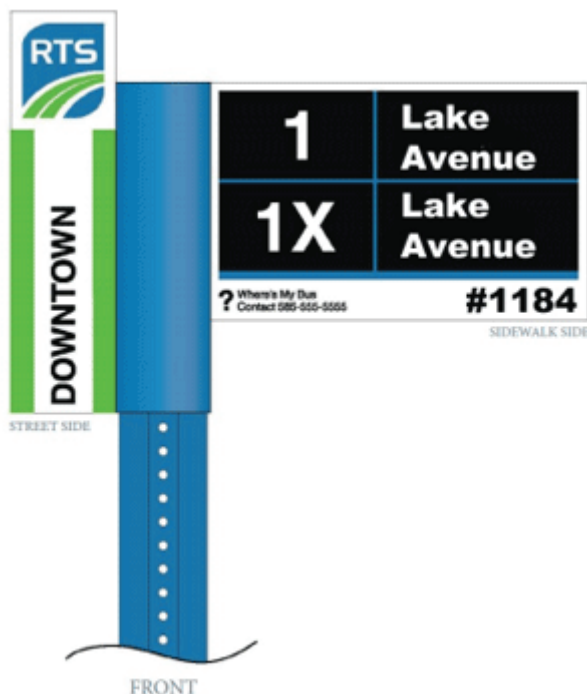 RTS
DOWNTOWN
STREET SIDE
1
Lake
Avenue
1X
Lake
Avenue
? Where's My Bus
Contact 585-555-5555
#1184
SIDEWALK SIDE
FRONT